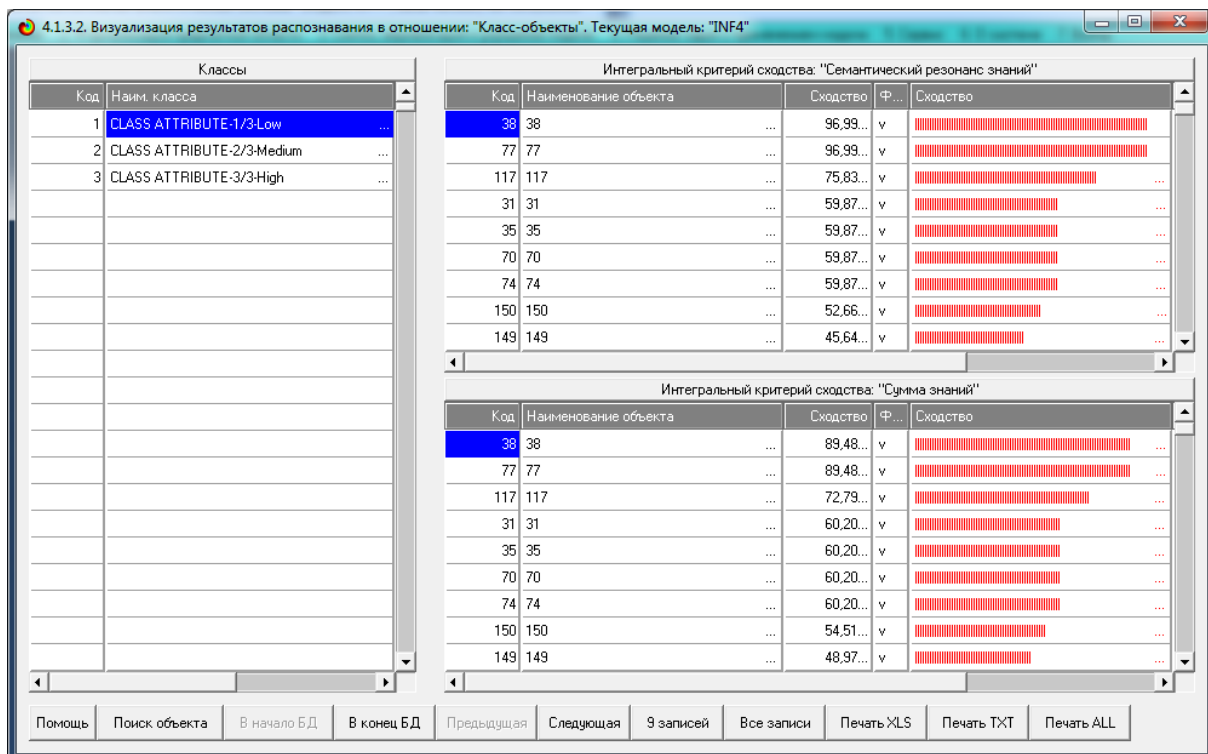 4.1.3.2. Визуализация результатов распознавания в отношении: "Класс-объекты". Текущая модель: "INF4"
Классы
Код Наим. класса
1 CLASS ATTRIBUTE-1/3-Low ...
2 CLASS ATTRIBUTE-2/3-Medium ...
3 CLASS ATTRIBUTE-3/3-High ...
Интегральный критерий сходства: "Семантический резонанс знаний"
Код Наименование объекта Сходство Ф... Сходство
38 38 ... 96,99... v
77 77 ... 96,99... v
117 117 ... 75,83... v ...
31 31 ... 59,87... v ...
35 35 ... 59,87... v ...
70 70 ... 59,87... v ...
74 74 ... 59,87... v ...
150 150 ... 52,66... v ...
149 149 ... 45,64... v ...
Интегральный критерий сходства: "Сумма знаний"
Код Наименование объекта Сходство Ф... Сходство
38 38 ... 89,48... v ...
77 77 ... 89,48... v ...
117 117 ... 72,79... v ...
31 31 ... 60,20... v ...
35 35 ... 60,20... v ...
70 70 ... 60,20... v ...
74 74 ... 60,20... v ...
150 150 ... 54,51... v ...
149 149 ... 48,97... v ...
Помощь Поиск объекта В начало БД В конец БД Предыдущая Следующая 9 записей Все записи Печать XLS Печать TXT Печать ALL